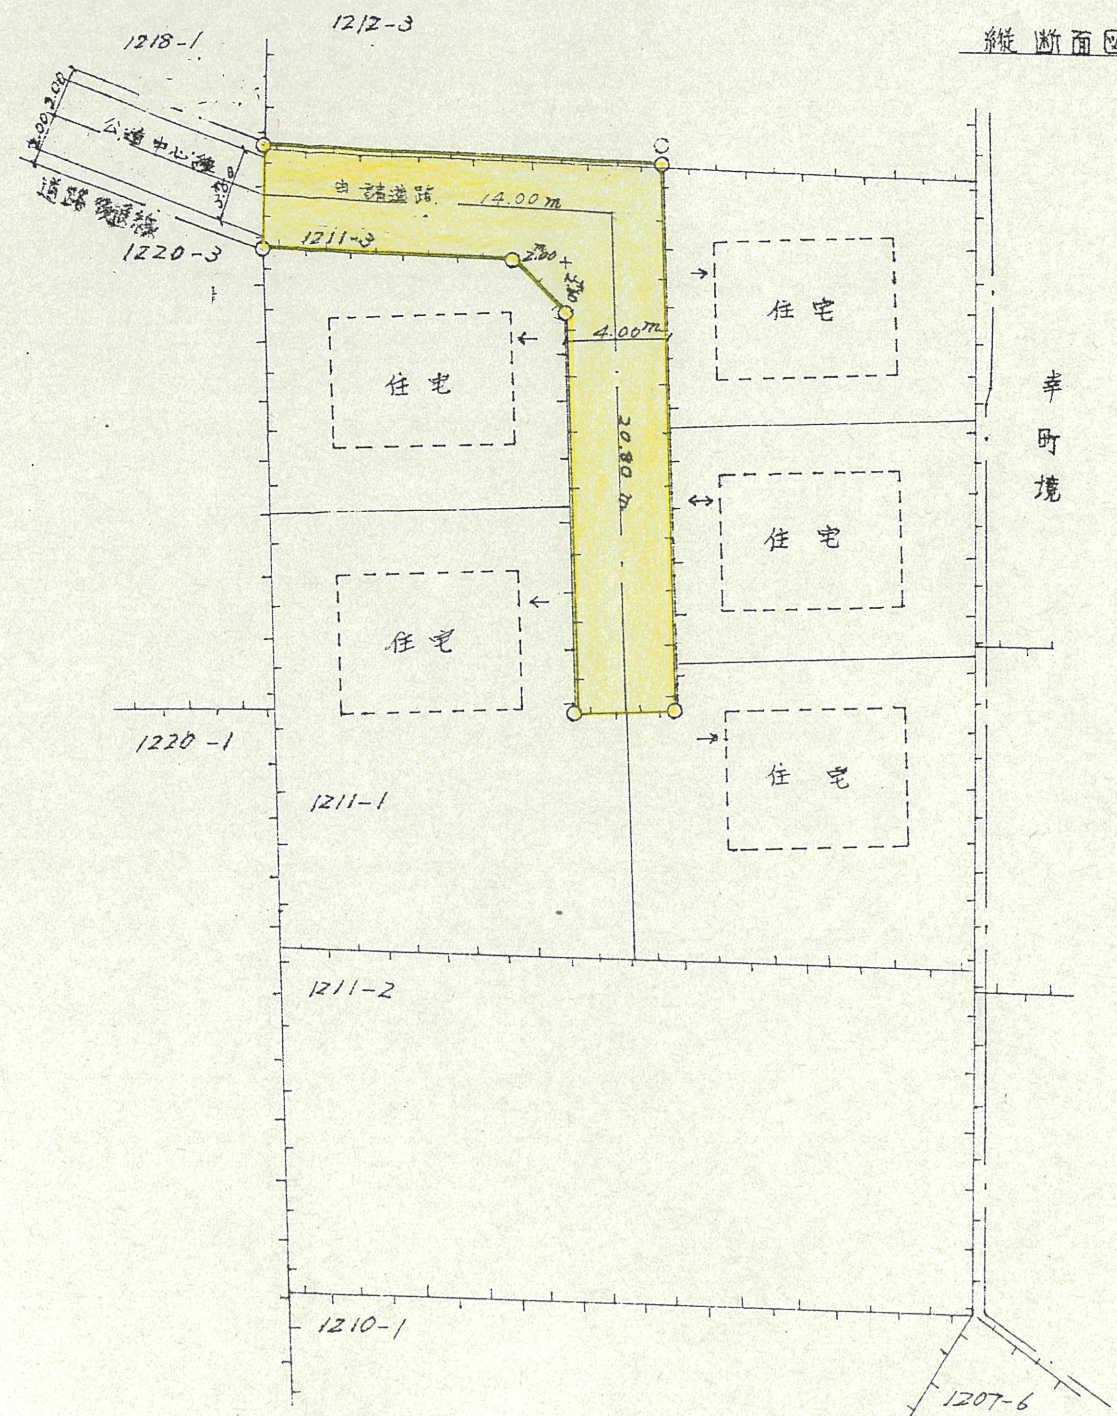 縦断面図
1212-3
1218-1
2.00
2.00
公道中心線
道路後退線
1220-3
申請道路
14.00m
1211-3
2.00
4.00m
20.80m
住宅
住宅
住宅
住宅
住宅
幸町境
1220-1
1211-1
1211-2
1210-1
1207-6